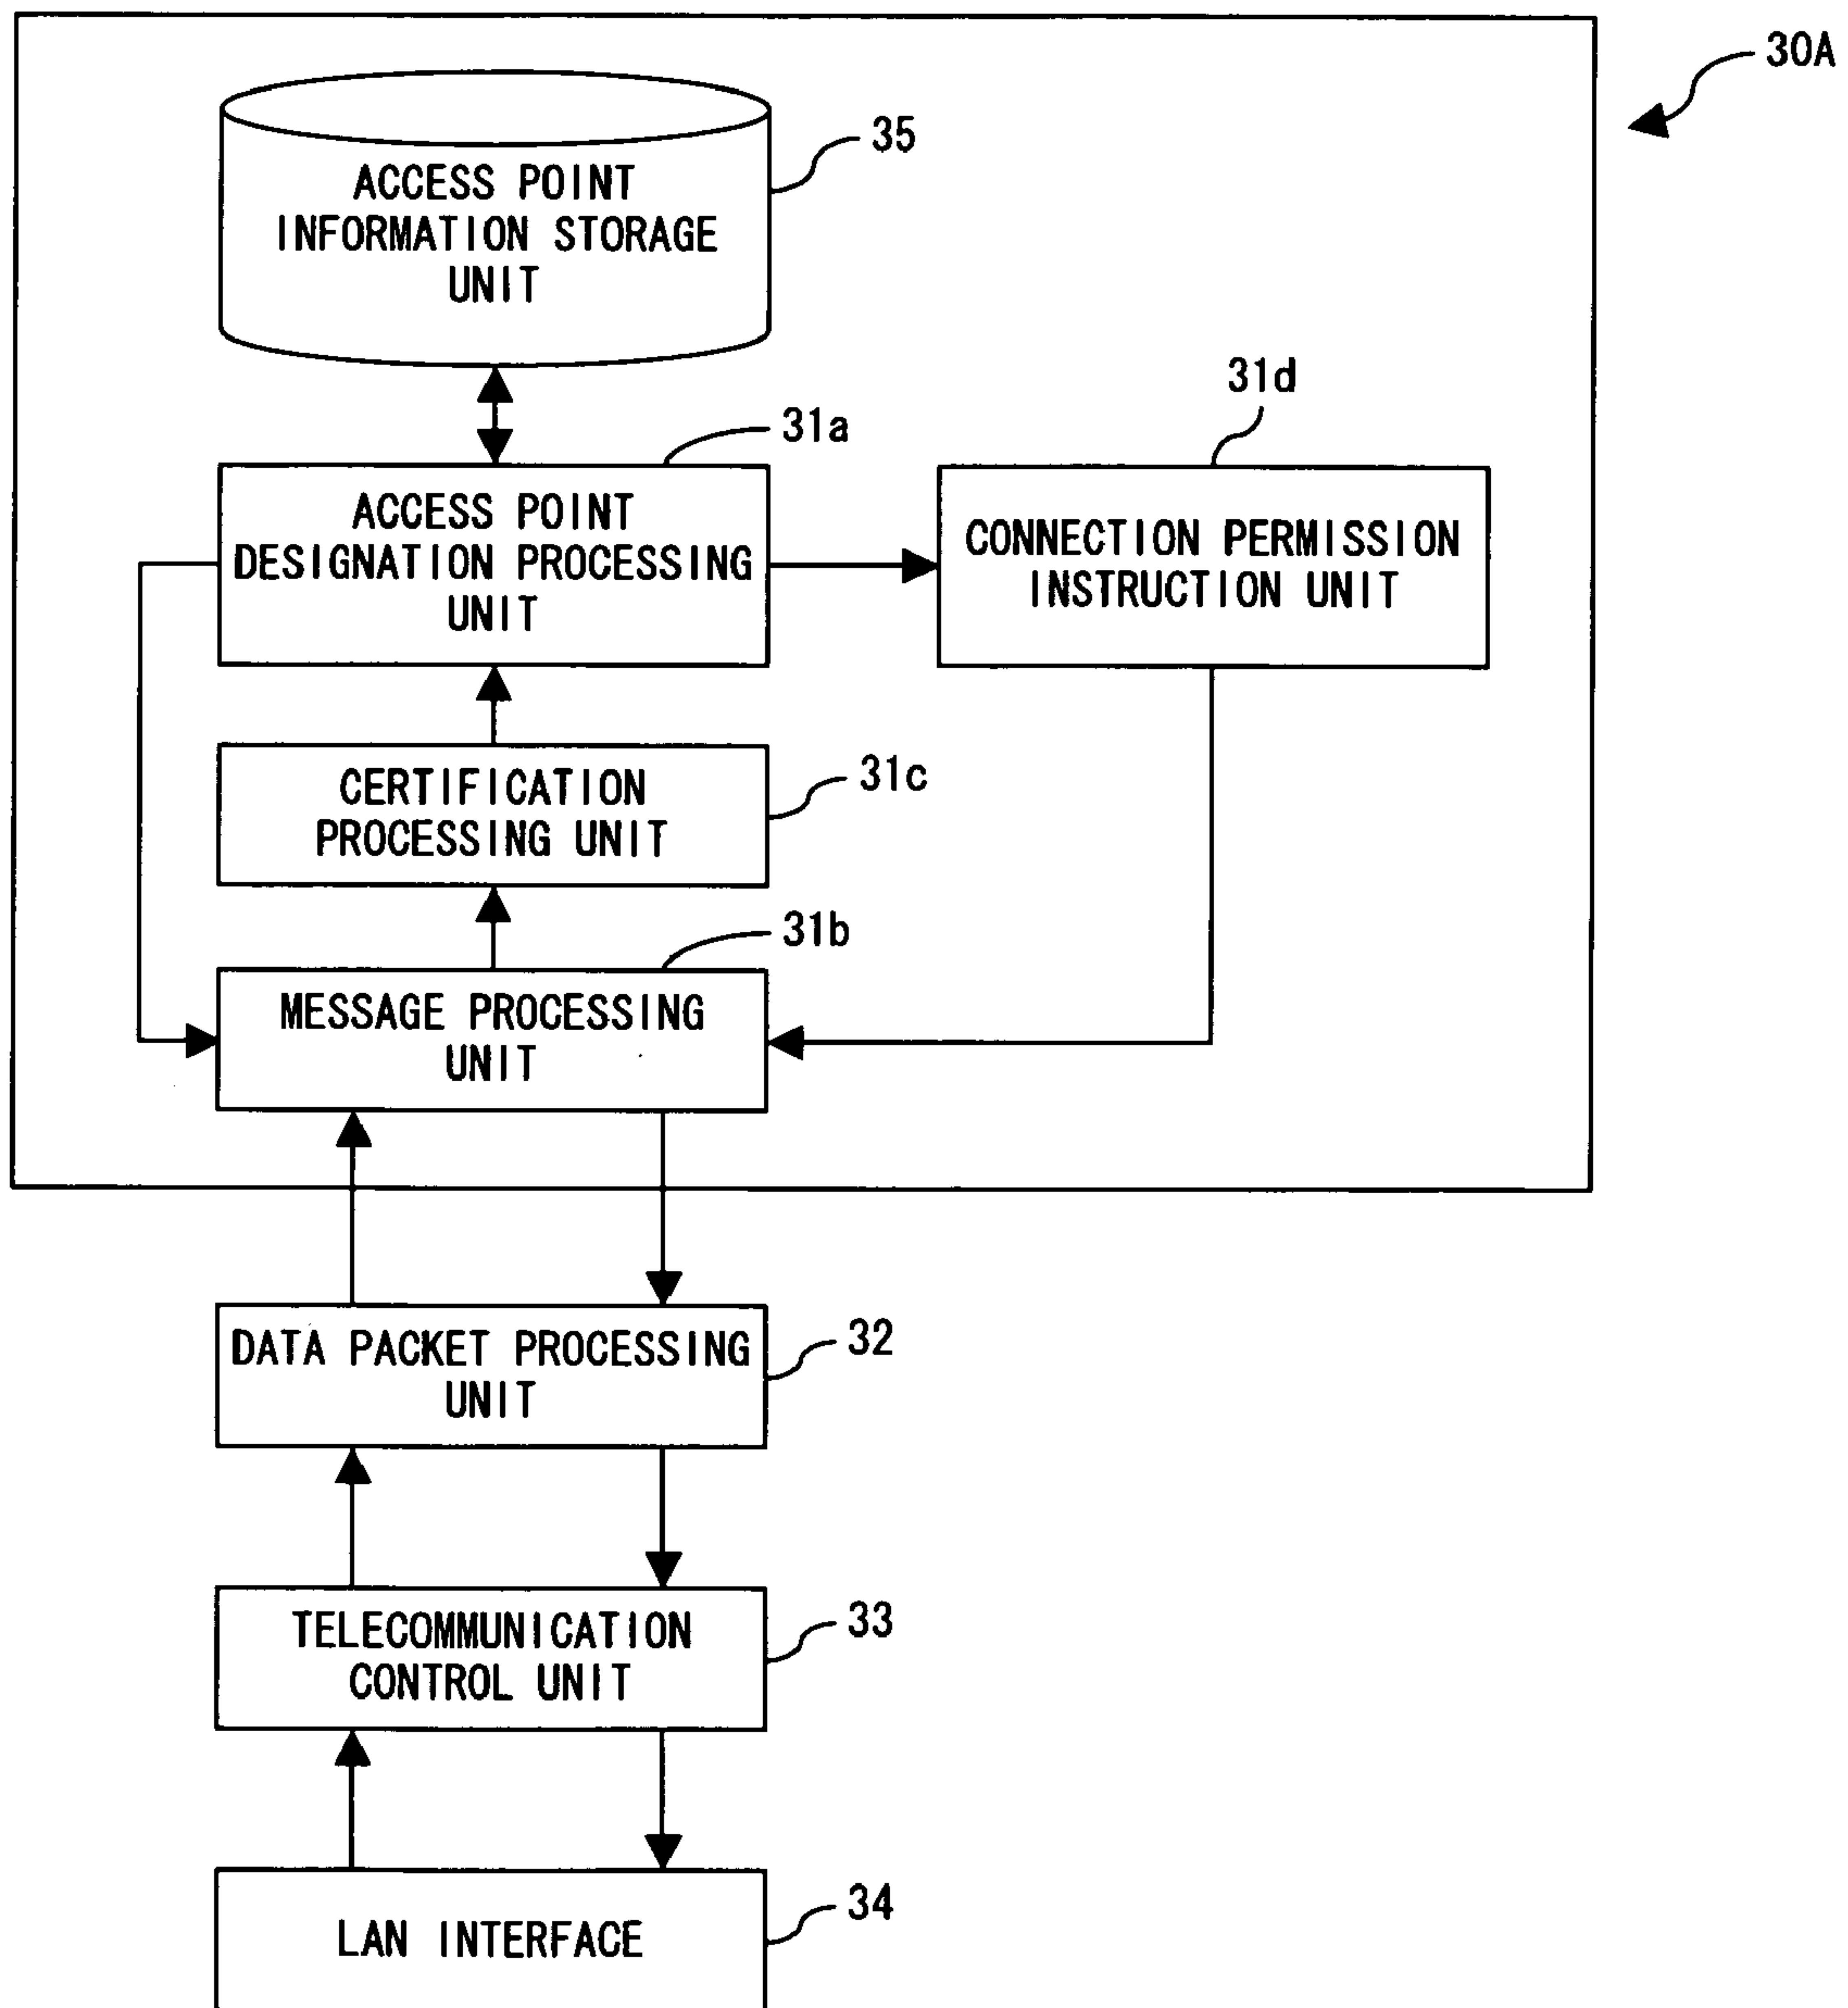 30A
35
ACCESS POINT
INFORMATION STORAGE
UNIT
31a
31d
ACCESS POINT
DESIGNATION PROCESSING
UNIT
CONNECTION PERMISSION
INSTRUCTION UNIT
31c
CERTIFICATION
PROCESSING UNIT
31b
MESSAGE PROCESSING
UNIT
32
DATA PACKET PROCESSING
UNIT
33
TELECOMMUNICATION
CONTROL UNIT
34
LAN INTERFACE